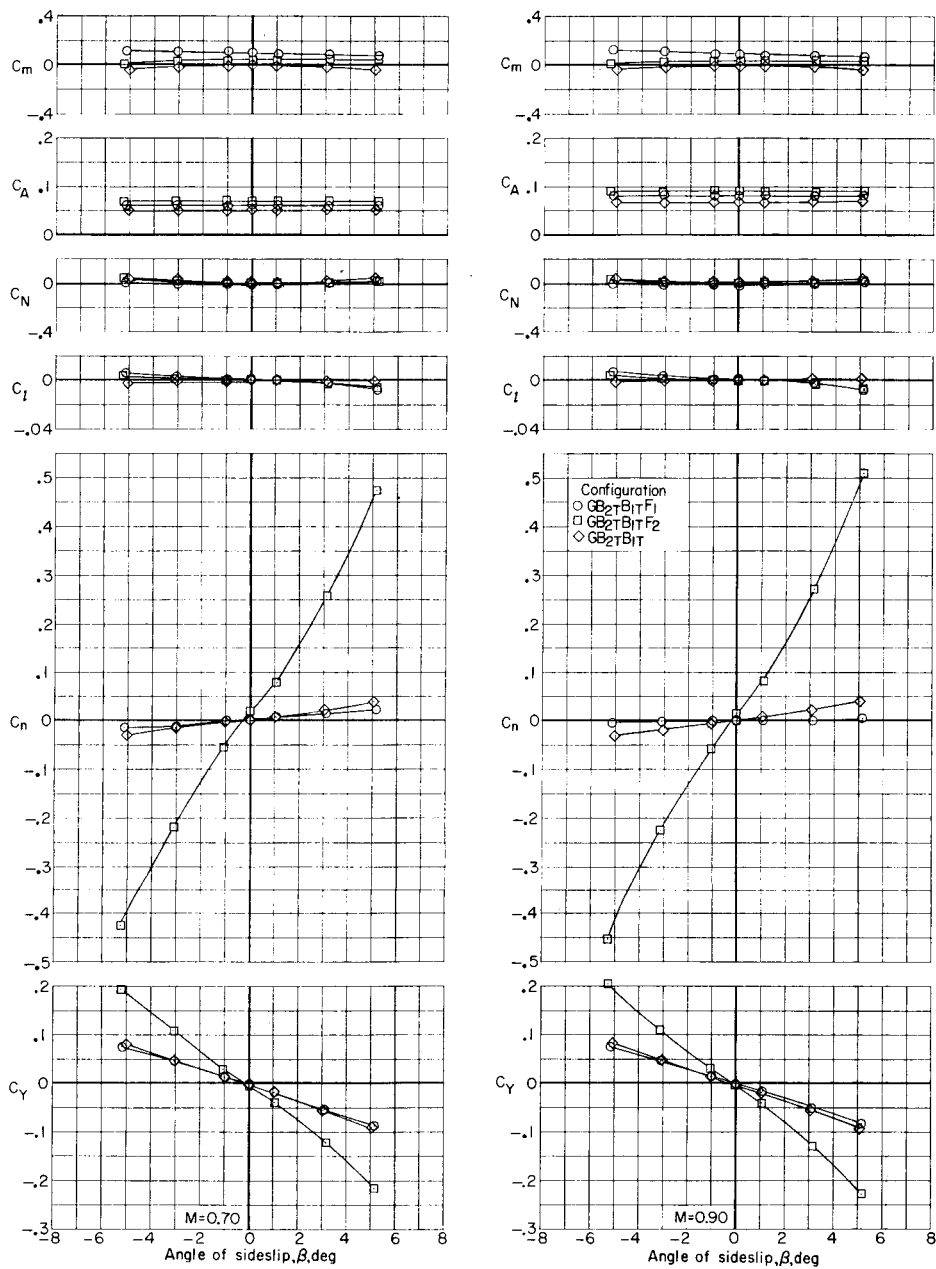 .4
C_m 0
-.4
.2
C_A .1
0
.4
C_N 0
-.4
.04
C_l 0
-.04
.5
.4
.3
.2
.1
C_n 0
-.1
-.2
-.3
-.4
-.5
.2
.1
C_Y 0
-.1
-.2
-.3
M=0.70
-8 -6 -4 -2 0 2 4 6 8
Angle of sideslip,β,deg
.4
C_m 0
-.4
.2
C_A .1
0
.4
C_N 0
-.4
.04
C_l 0
-.04
Configuration
GB2TB1TF1
GB2TB1TF2
GB2TB1T
.5
.4
.3
.2
.1
C_n 0
-.1
-.2
-.3
-.4
-.5
.2
.1
C_Y 0
-.1
-.2
-.3
M=0.90
-8 -6 -4 -2 0 2 4 6 8
Angle of sideslip,β,deg